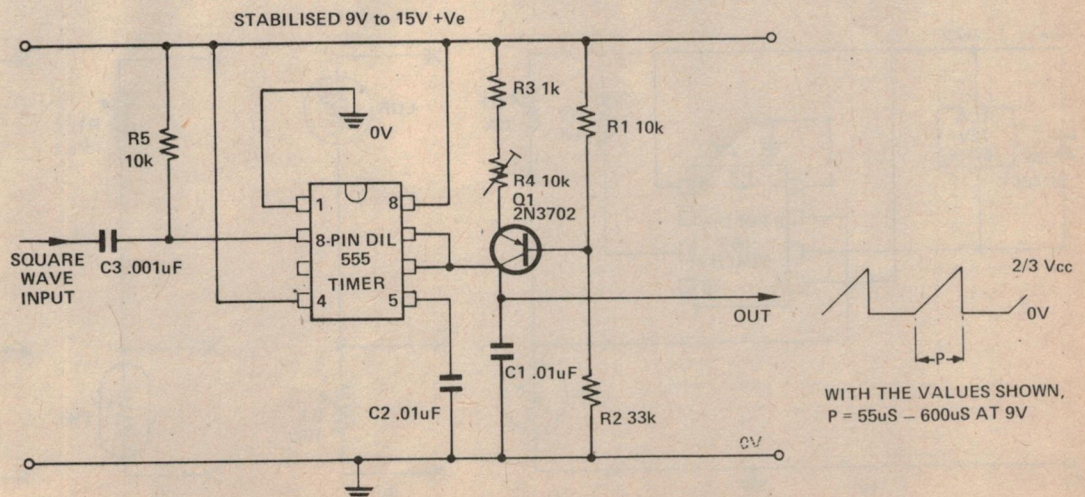 STABILISED 9V to 15V +Ve
R3 1k
0V
R1 10k
R5
10k
R4 10k
Q1
2N3702
1
8
8-PIN DIL
555
TIMER
4
5
SQUARE
WAVE
INPUT
C3 .001uF
2/3 Vcc
OUT
0V
P
C1 .01uF
WITH THE VALUES SHOWN,
P = 55uS – 600uS AT 9V
C2 .01uF
R2 33k
0V